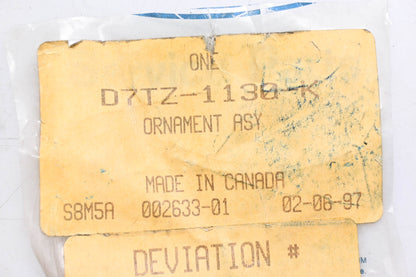 ONE
D7TZ-1130-K
ORNAMENT ASY
MADE IN CANADA
S8M5A 002633-01 02-06-97
DEVIATION #